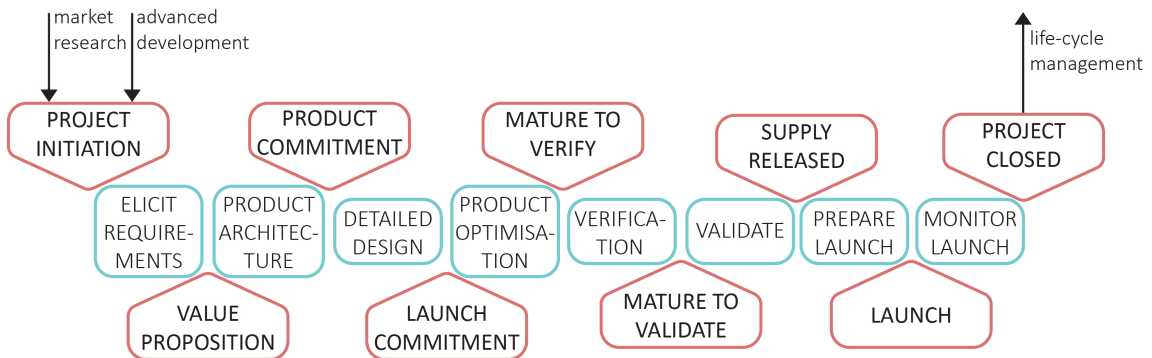 market
research
advanced
development
life-cycle
management
PROJECT
INITIATION
PRODUCT
COMMITMENT
MATURE TO
VERIFY
SUPPLY
RELEASED
PROJECT
CLOSED
ELICIT
REQUIRE-
MENTS
PRODUCT
ARCHITEC-
TURE
DETAILED
DESIGN
PRODUCT
OPTIMISA-
TION
VERIFICA-
TION
VALIDATE
PREPARE
LAUNCH
MONITOR
LAUNCH
VALUE
PROPOSITION
LAUNCH
COMMITMENT
MATURE TO
VALIDATE
LAUNCH